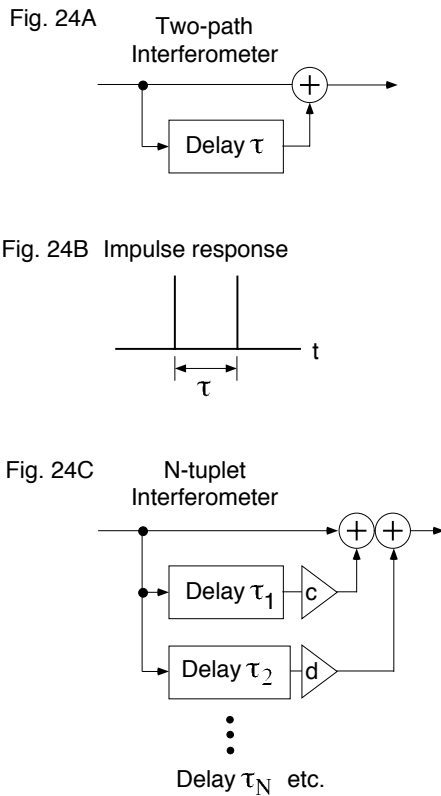 Fig. 24A
Two-path
Interferometer
+
Delay τ
Fig. 24B Impulse response
t
τ
Fig. 24C
N-tuplet
Interferometer
+ +
Delay τ1 c
Delay τ2 d
Delay τN etc.